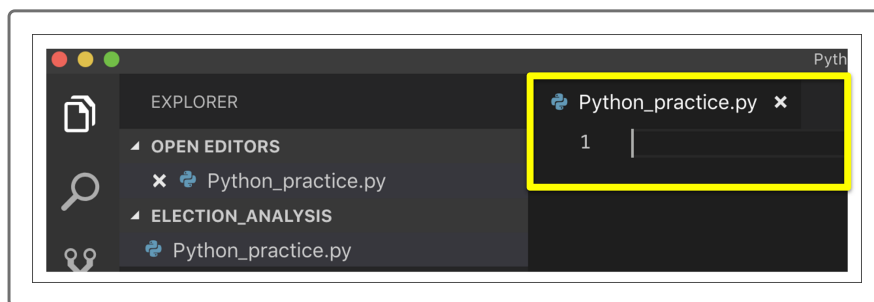 Pyth
EXPLORER
OPEN EDITORS
Python_practice.py
ELECTION_ANALYSIS
Python_practice.py
Python_practice.py
1